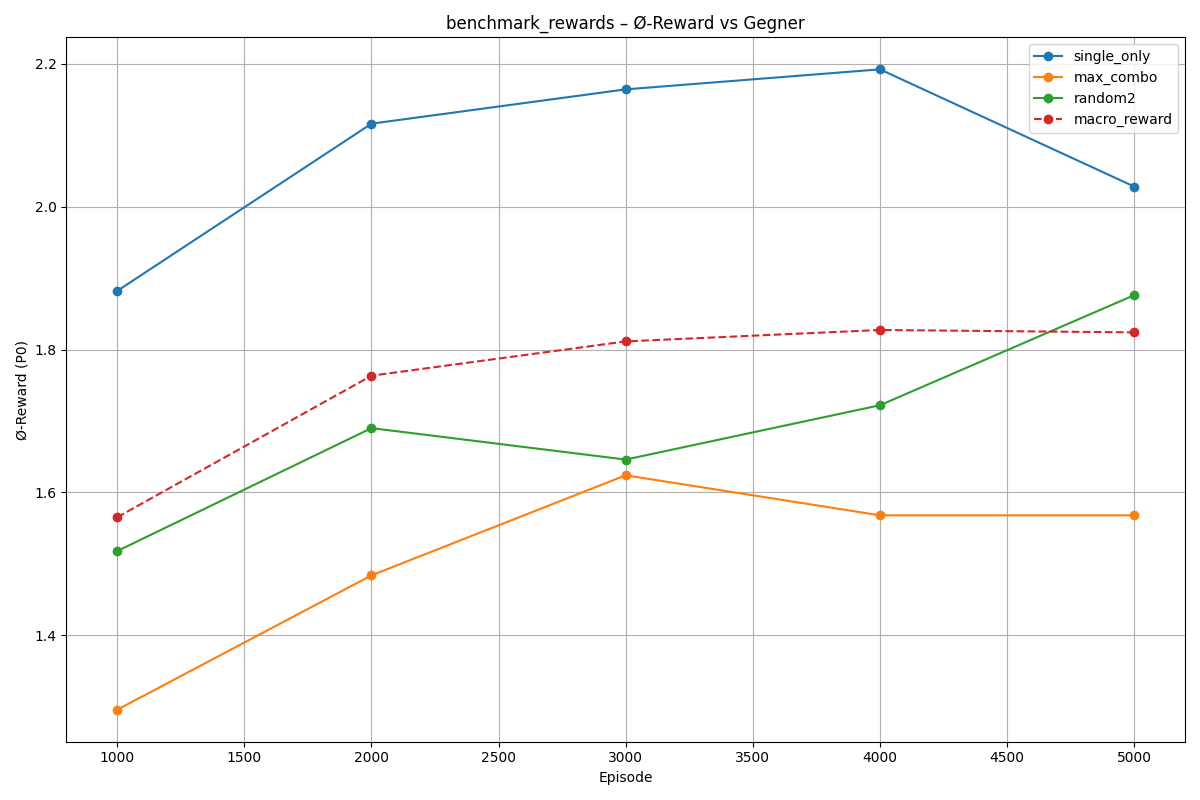 benchmark_rewards – Ø-Reward vs Gegner
single_only
max_combo
random2
macro_reward
Ø-Reward (P0)
2.2
2.0
1.8
1.6
1.4
1000 1500 2000 2500 3000 3500 4000 4500 5000
Episode